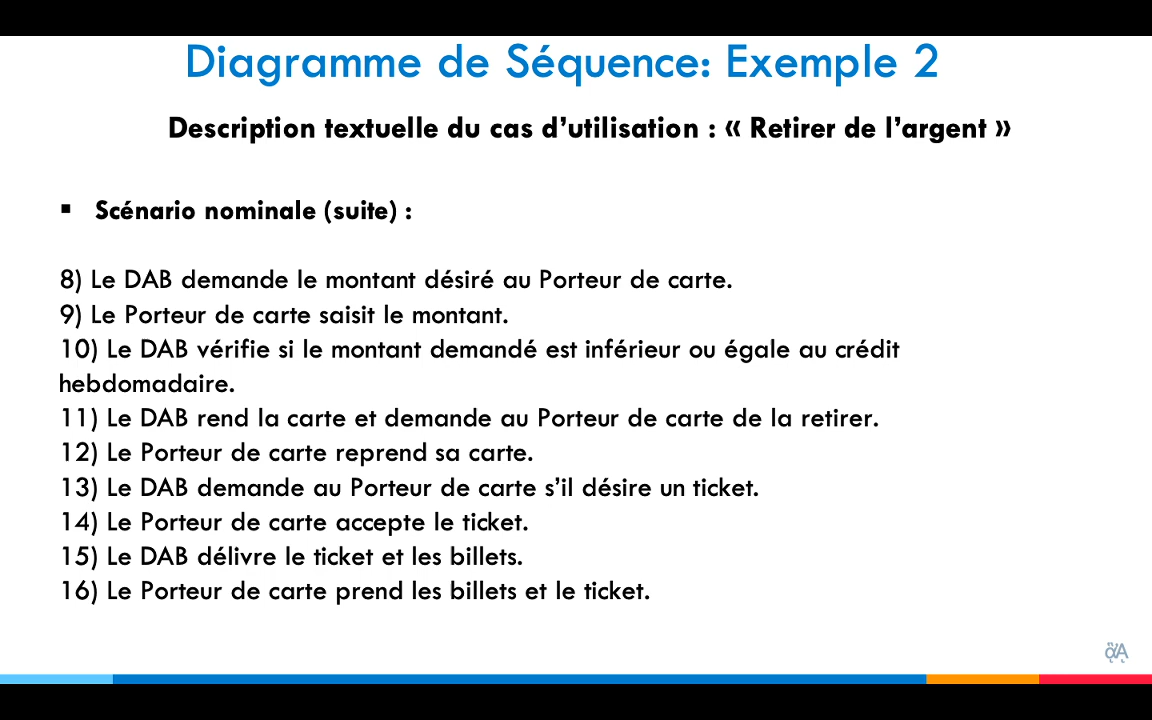 Diagramme de Séquence: Exemple 2
Description textuelle du cas d’utilisation : « Retirer de l’argent »
▪ Scénario nominale (suite) :
8) Le DAB demande le montant désiré au Porteur de carte.
9) Le Porteur de carte saisit le montant.
10) Le DAB vérifie si le montant demandé est inférieur ou égale au crédit
hebdomadaire.
11) Le DAB rend la carte et demande au Porteur de carte de la retirer.
12) Le Porteur de carte reprend sa carte.
13) Le DAB demande au Porteur de carte s’il désire un ticket.
14) Le Porteur de carte accepte le ticket.
15) Le DAB délivre le ticket et les billets.
16) Le Porteur de carte prend les billets et le ticket.